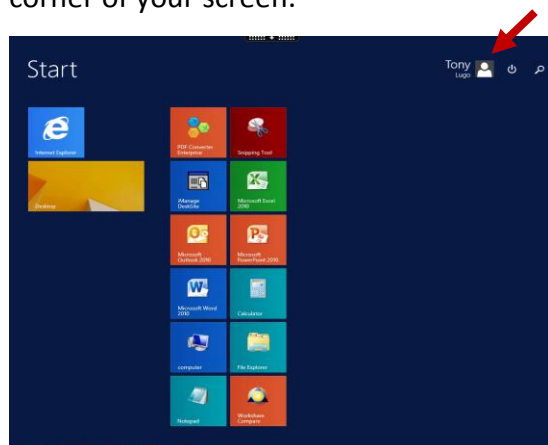 corner of your screen.
Start
Tony
Lugo
Internet Explorer
Desktop
PDF Converter
Enterprise
Snipping Tool
iManage
DeskSite
Microsoft Excel
2010
Microsoft
Outlook 2010
Microsoft
PowerPoint 2010
Microsoft Word
2010
Calculator
computer
File Explorer
Notepad
Workshare
Compare